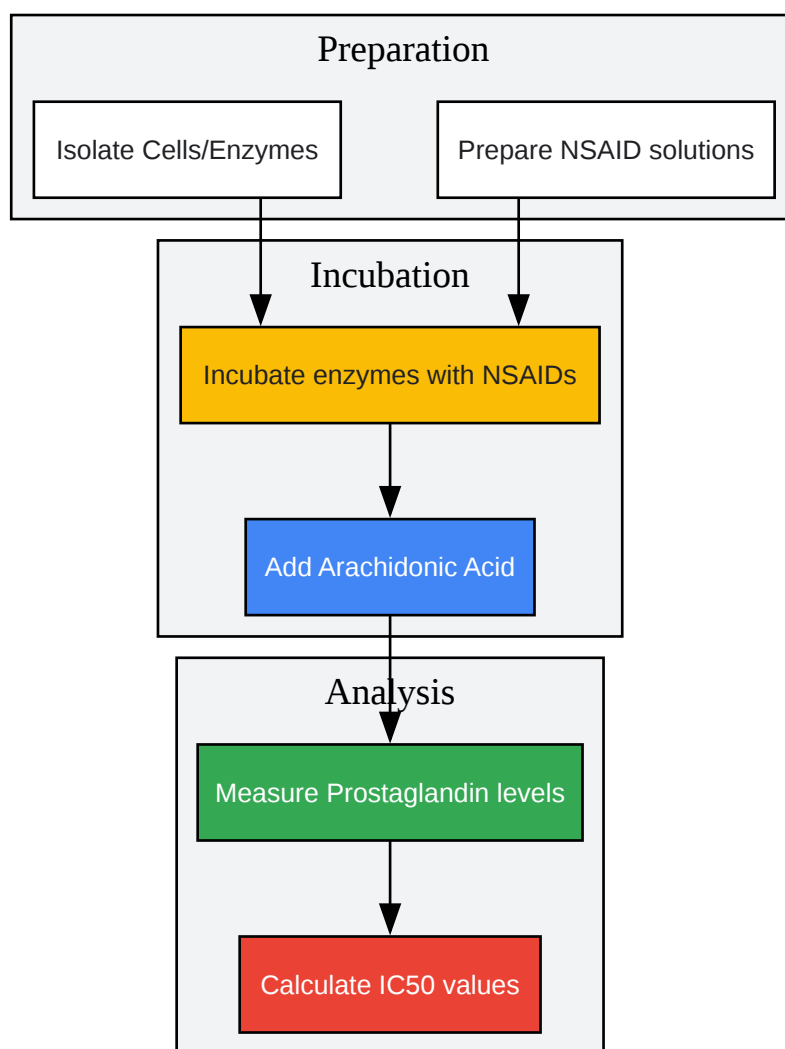 Preparation
Isolate Cells/Enzymes
Prepare NSAID solutions
Incubation
Incubate enzymes with NSAIDs
Add Arachidonic Acid
Analysis
Measure Prostaglandin levels
Calculate IC50 values